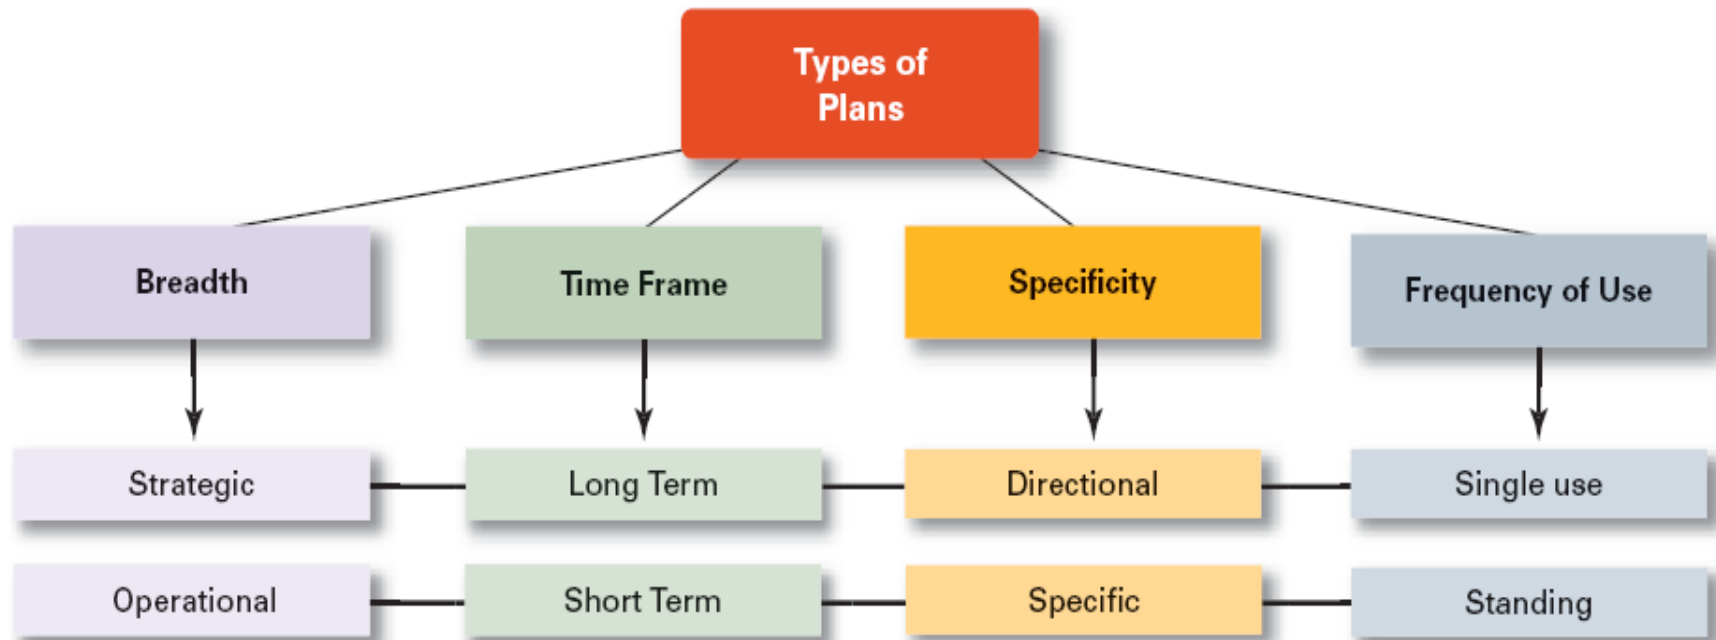 Types of
Plans
Breadth
Time Frame
Specificity
Frequency of Use
Strategic
Long Term
Directional
Single use
Operational
Short Term
Specific
Standing